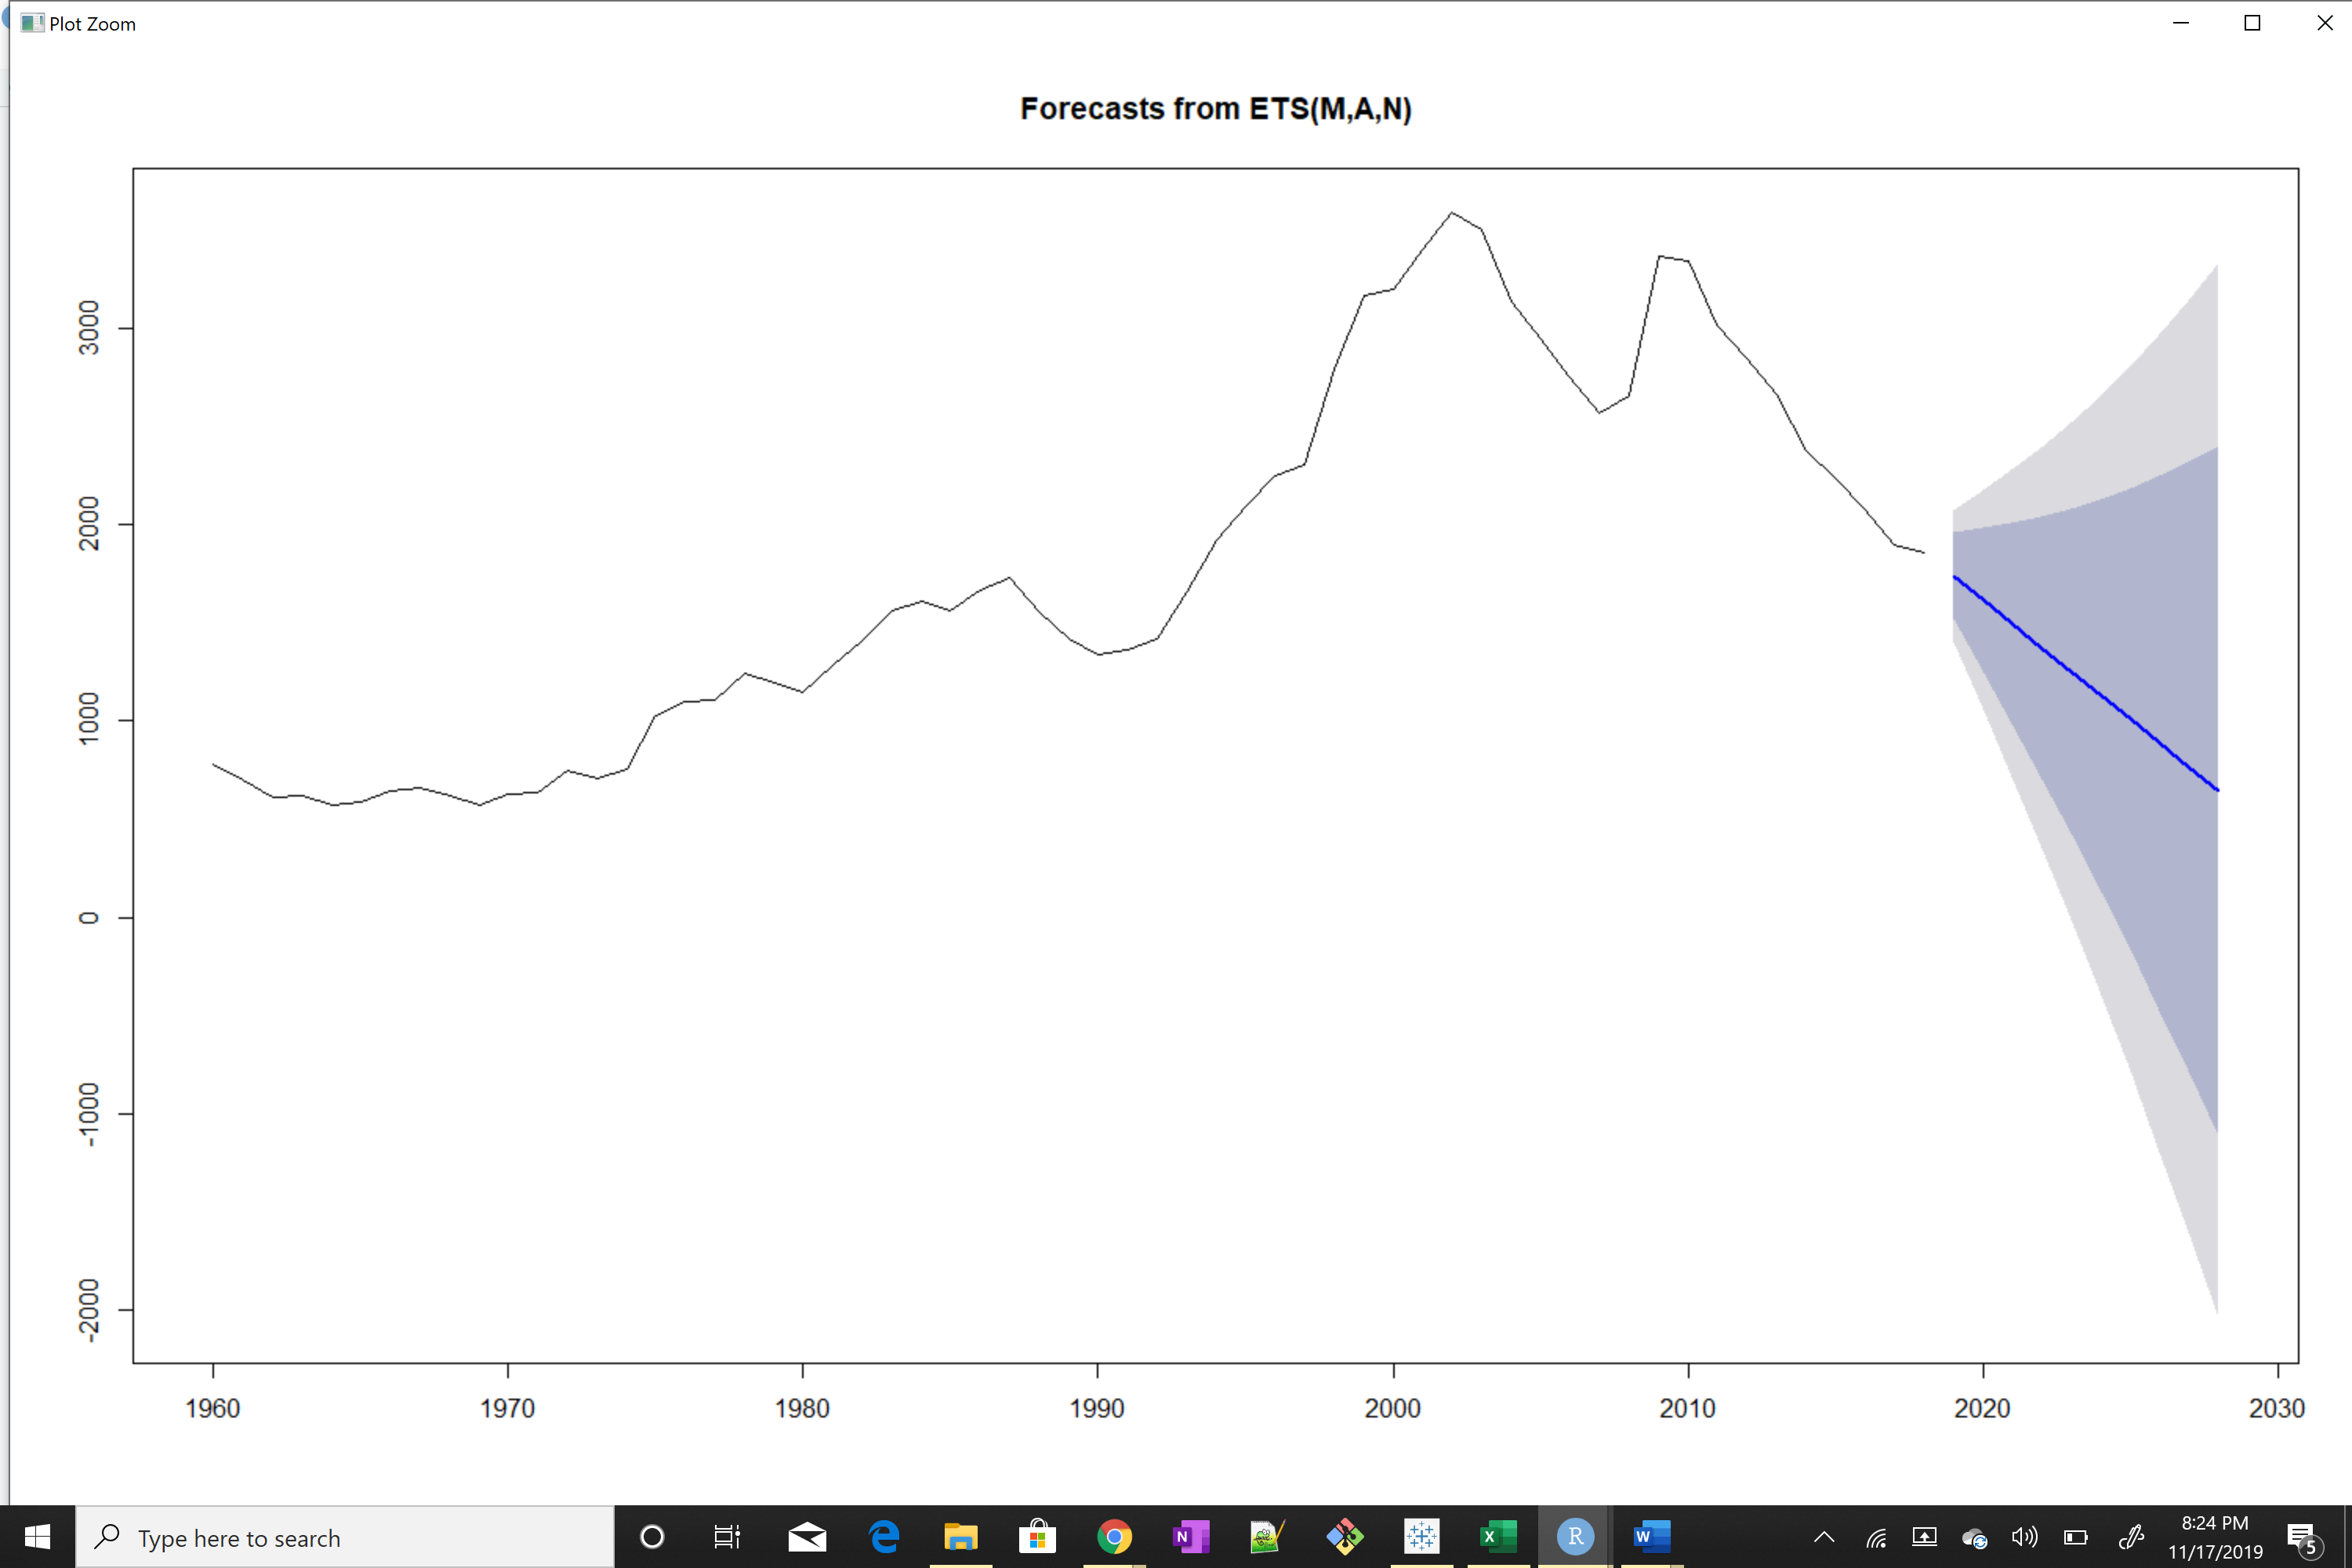 Plot Zoom
Forecasts from ETS(M,A,N)
3000
2000
1000
0
-1000
-2000
1960 1970 1980 1990 2000 2010 2020 2030
Type here to search
N
X
R
W
8:24 PM
11/17/2019
5